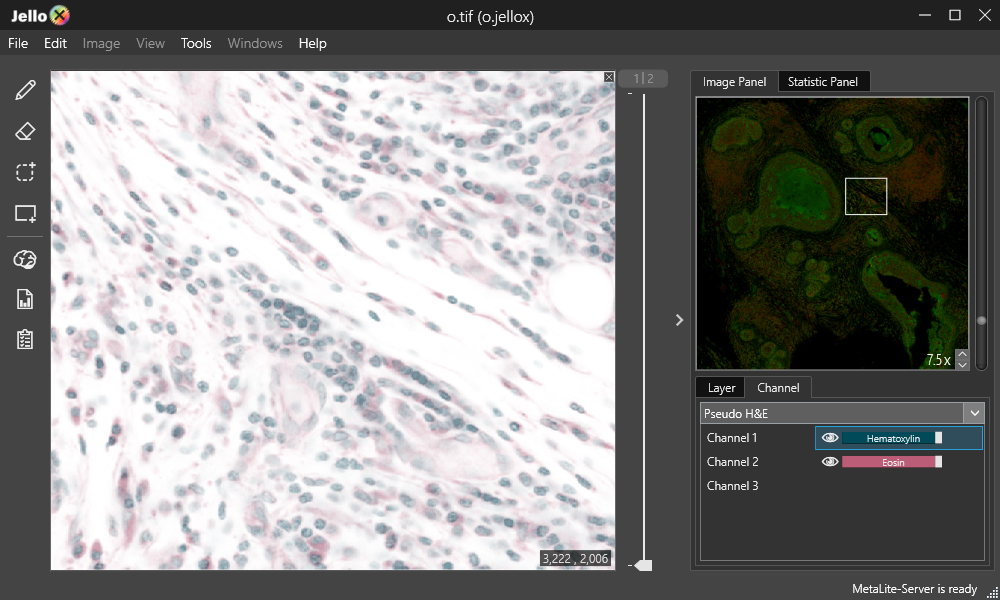 JelloX
o.tif (o.jellox)
File Edit Image View Tools Windows Help
1|2
Image Panel Statistic Panel
7.5x
Layer Channel
Pseudo H&E
Channel 1 Hematoxylin
Channel 2 Eosin
Channel 3
3,222 , 2,006
MetaLite-Server is ready